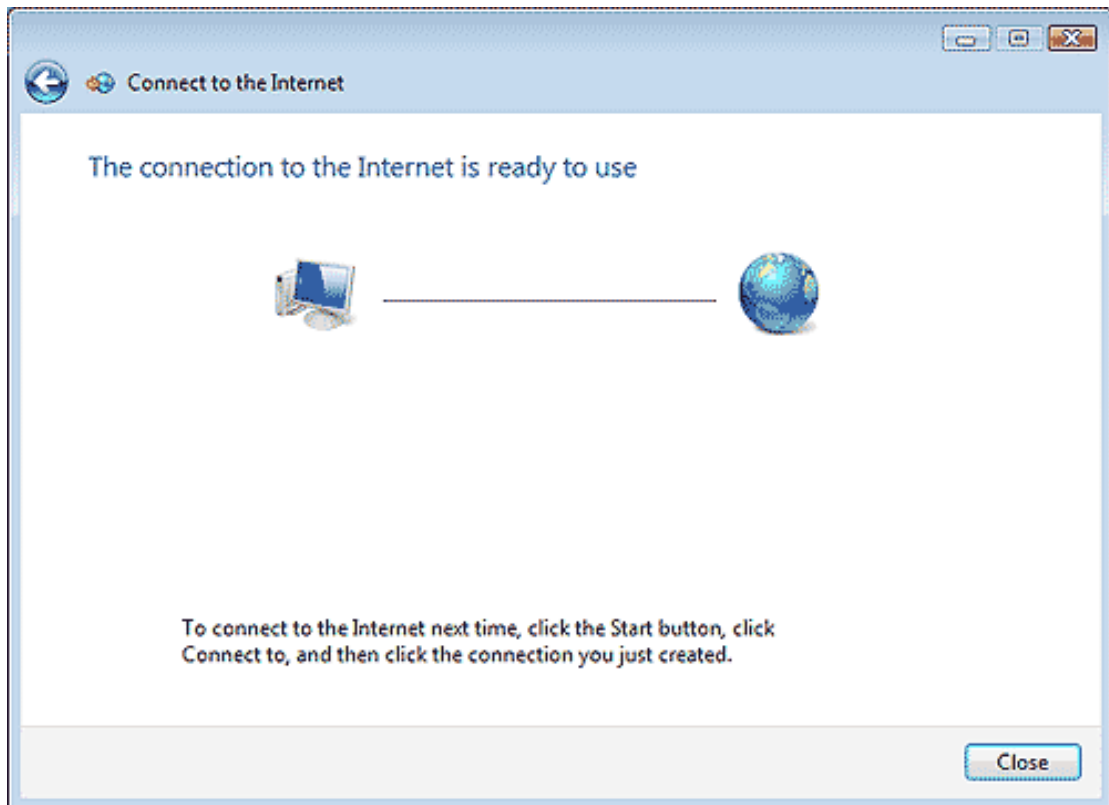 Connect to the Internet
The connection to the Internet is ready to use
To connect to the Internet next time, click the Start button, click
Connect to, and then click the connection you just created.
Close